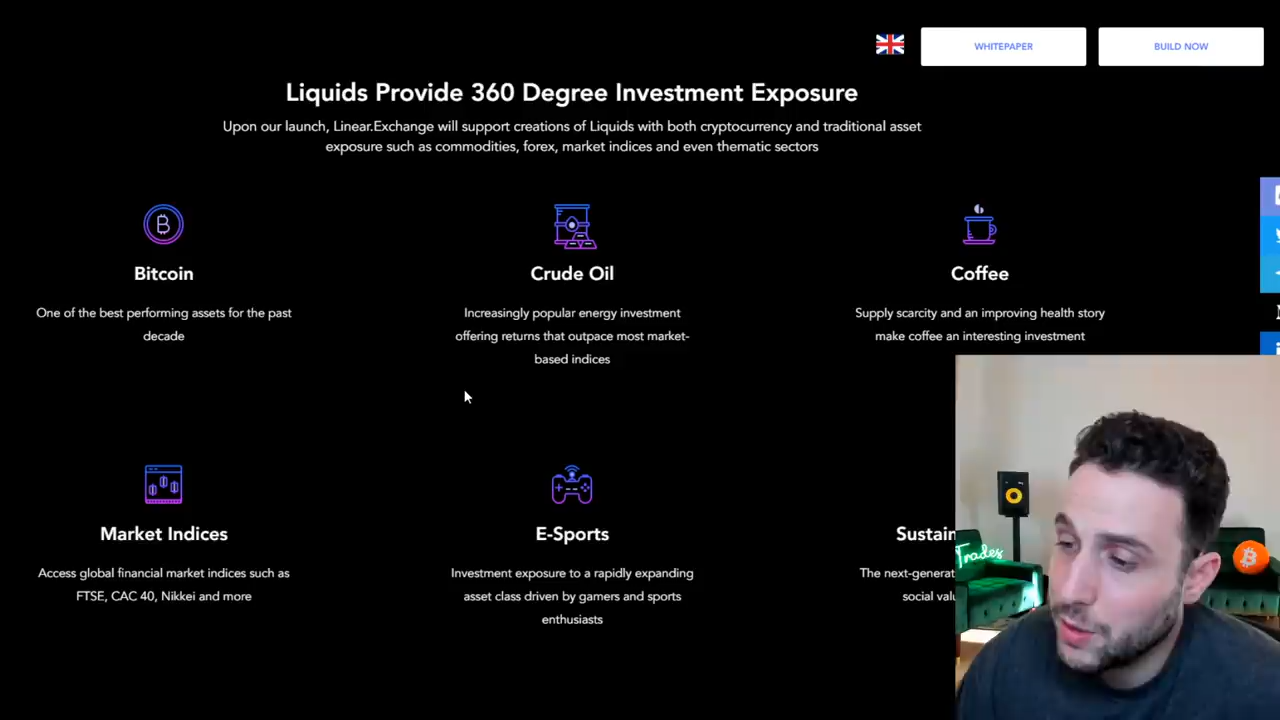 WHITEPAPER
BUILD NOW
Liquids Provide 360 Degree Investment Exposure
Upon our launch, Linear.Exchange will support creations of Liquids with both cryptocurrency and traditional asset
exposure such as commodities, forex, market indices and even thematic sectors
Bitcoin
One of the best performing assets for the past
decade
Crude Oil
Increasingly popular energy investment
offering returns that outpace most market-
based indices
Coffee
Supply scarcity and an improving health story
make coffee an interesting investment
Market Indices
Access global financial market indices such as
FTSE, CAC 40, Nikkei and more
E-Sports
Investment exposure to a rapidly expanding
asset class driven by gamers and sports
enthusiasts
The
social
Trades